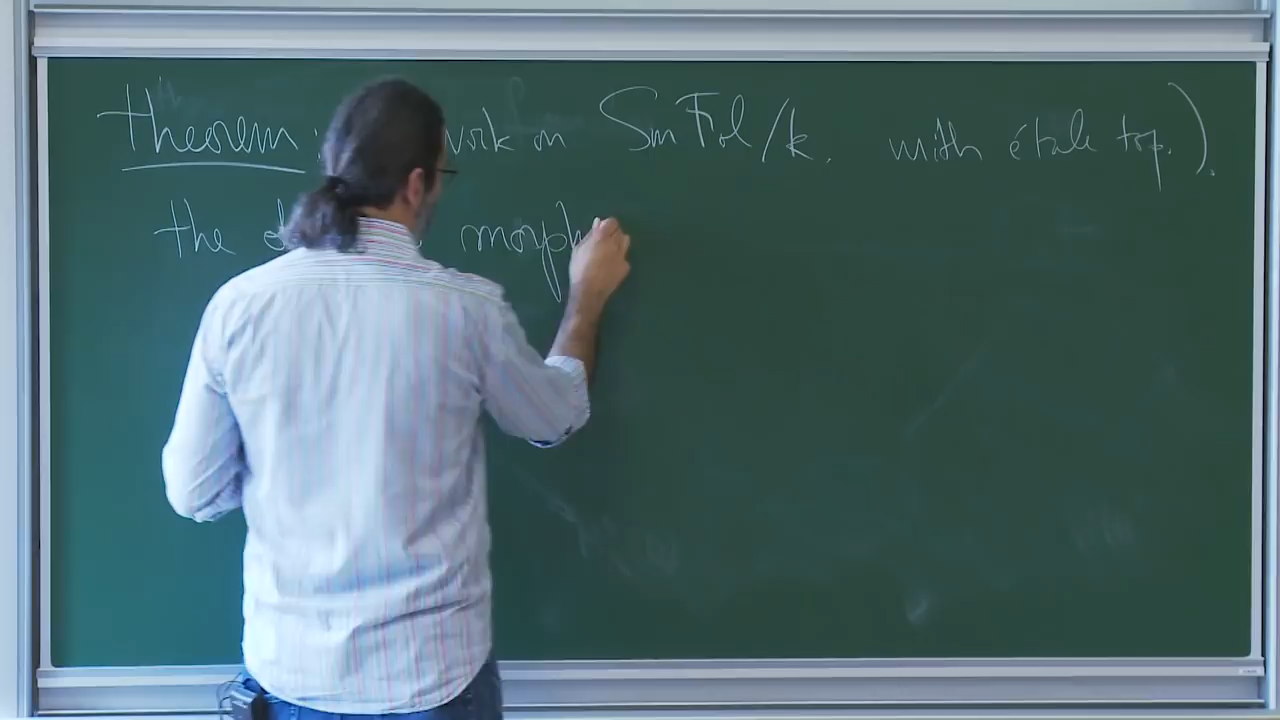 Theorem : work on SmFol/k. with étale top.).
the morph